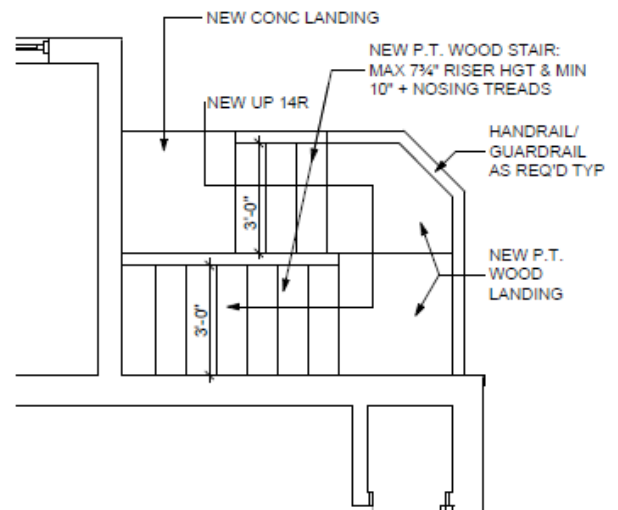 NEW CONC LANDING
NEW P.T. WOOD STAIR:
MAX 7¾" RISER HGT & MIN
10" + NOSING TREADS
NEW UP 14R
HANDRAIL/
GUARDRAIL
AS REQ'D TYP
3'-0"
NEW P.T.
WOOD
LANDING
3'-0"